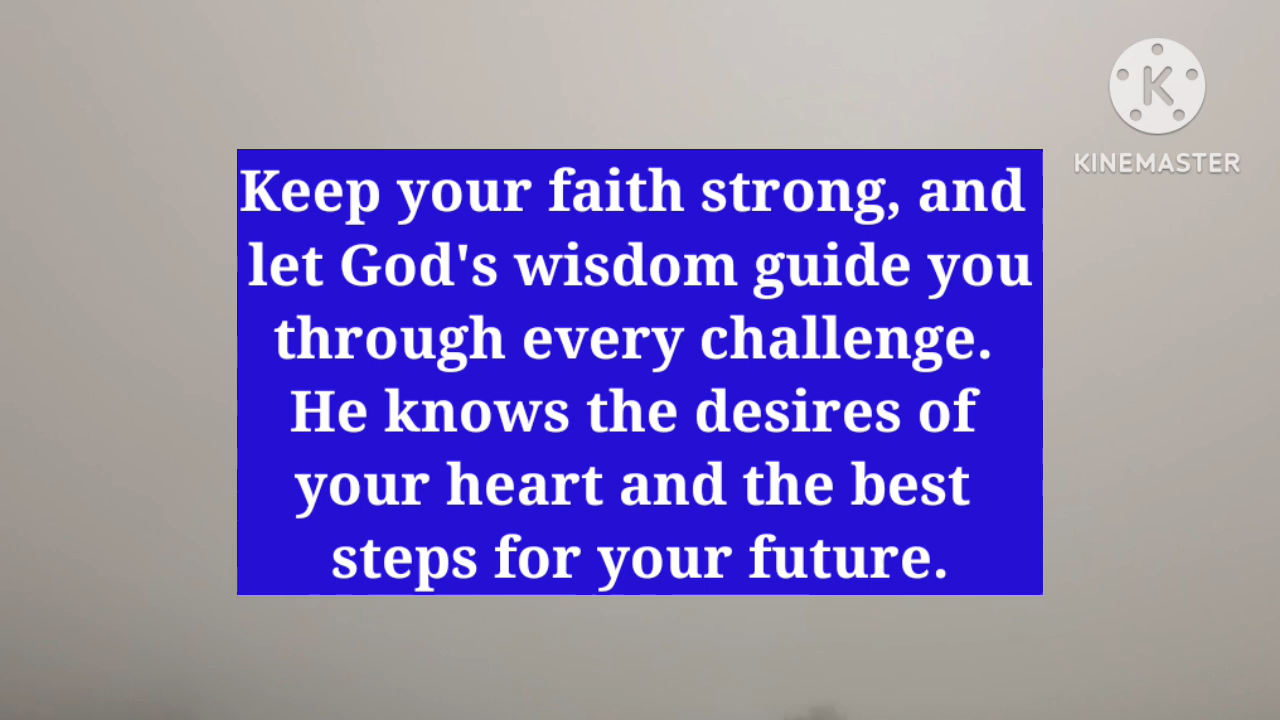 K
KINEMASTER
Keep your faith strong, and
let God's wisdom guide you
through every challenge.
He knows the desires of
your heart and the best
steps for your future.